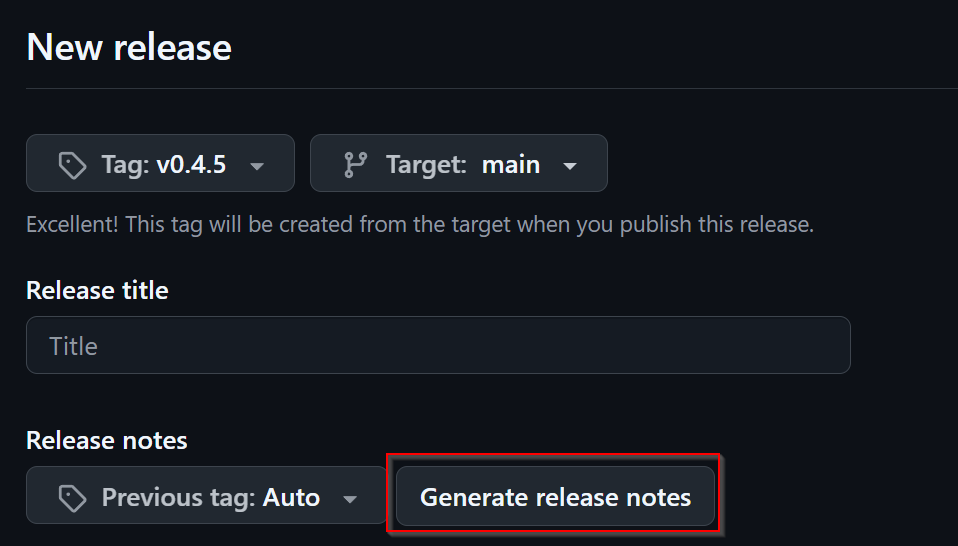 New release
Tag: v0.4.5
Target: main
Excellent! This tag will be created from the target when you publish this release.
Release title
Title
Release notes
Previous tag: Auto
Generate release notes